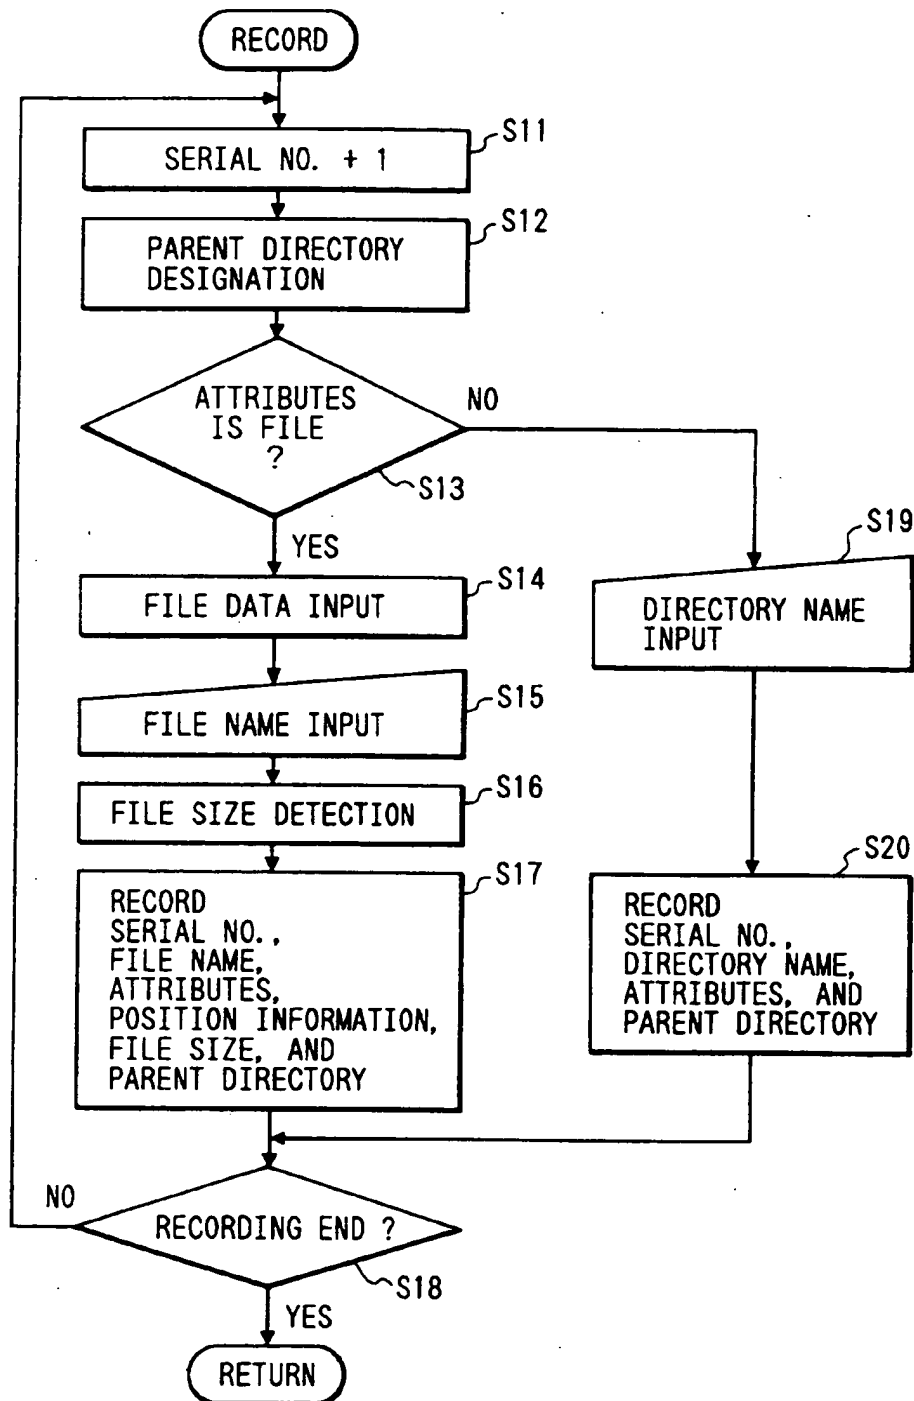 RECORD
S11
SERIAL NO. + 1
S12
PARENT DIRECTORY
DESIGNATION
ATTRIBUTES
IS FILE
?
NO
S13
YES
S14
FILE DATA INPUT
S15
FILE NAME INPUT
S16
FILE SIZE DETECTION
S17
RECORD
SERIAL NO.,
FILE NAME,
ATTRIBUTES,
POSITION INFORMATION,
FILE SIZE, AND
PARENT DIRECTORY
S19
DIRECTORY NAME
INPUT
S20
RECORD
SERIAL NO.,
DIRECTORY NAME,
ATTRIBUTES, AND
PARENT DIRECTORY
NO
RECORDING END ?
S18
YES
RETURN